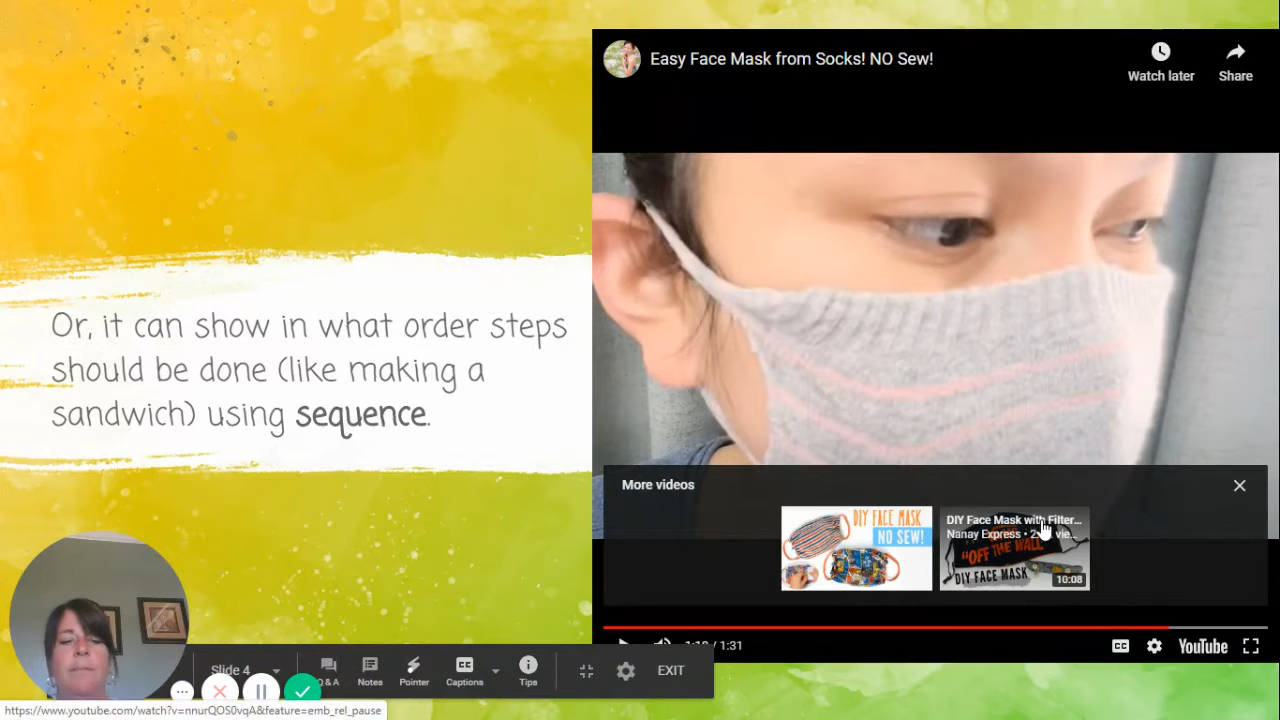 Easy Face Mask from Socks! NO Sew!
Watch later
Share
Or, it can show in what order steps
should be done (like making a
sandwich) using sequence.
More videos
DIY FACE MASK
NO SEW!
DIY Face Mask with Filter...
Nanay Express •
"OFF THE WALL"
DIY FACE MASK
10:08
/ 1:31
YouTube
Slide 4
Q & A
Notes
Pointer
Captions
Tips
EXIT
CC
CC
https://www.youtube.com/watch?v=nnurQOS0vqA&feature=emb_rel_pause